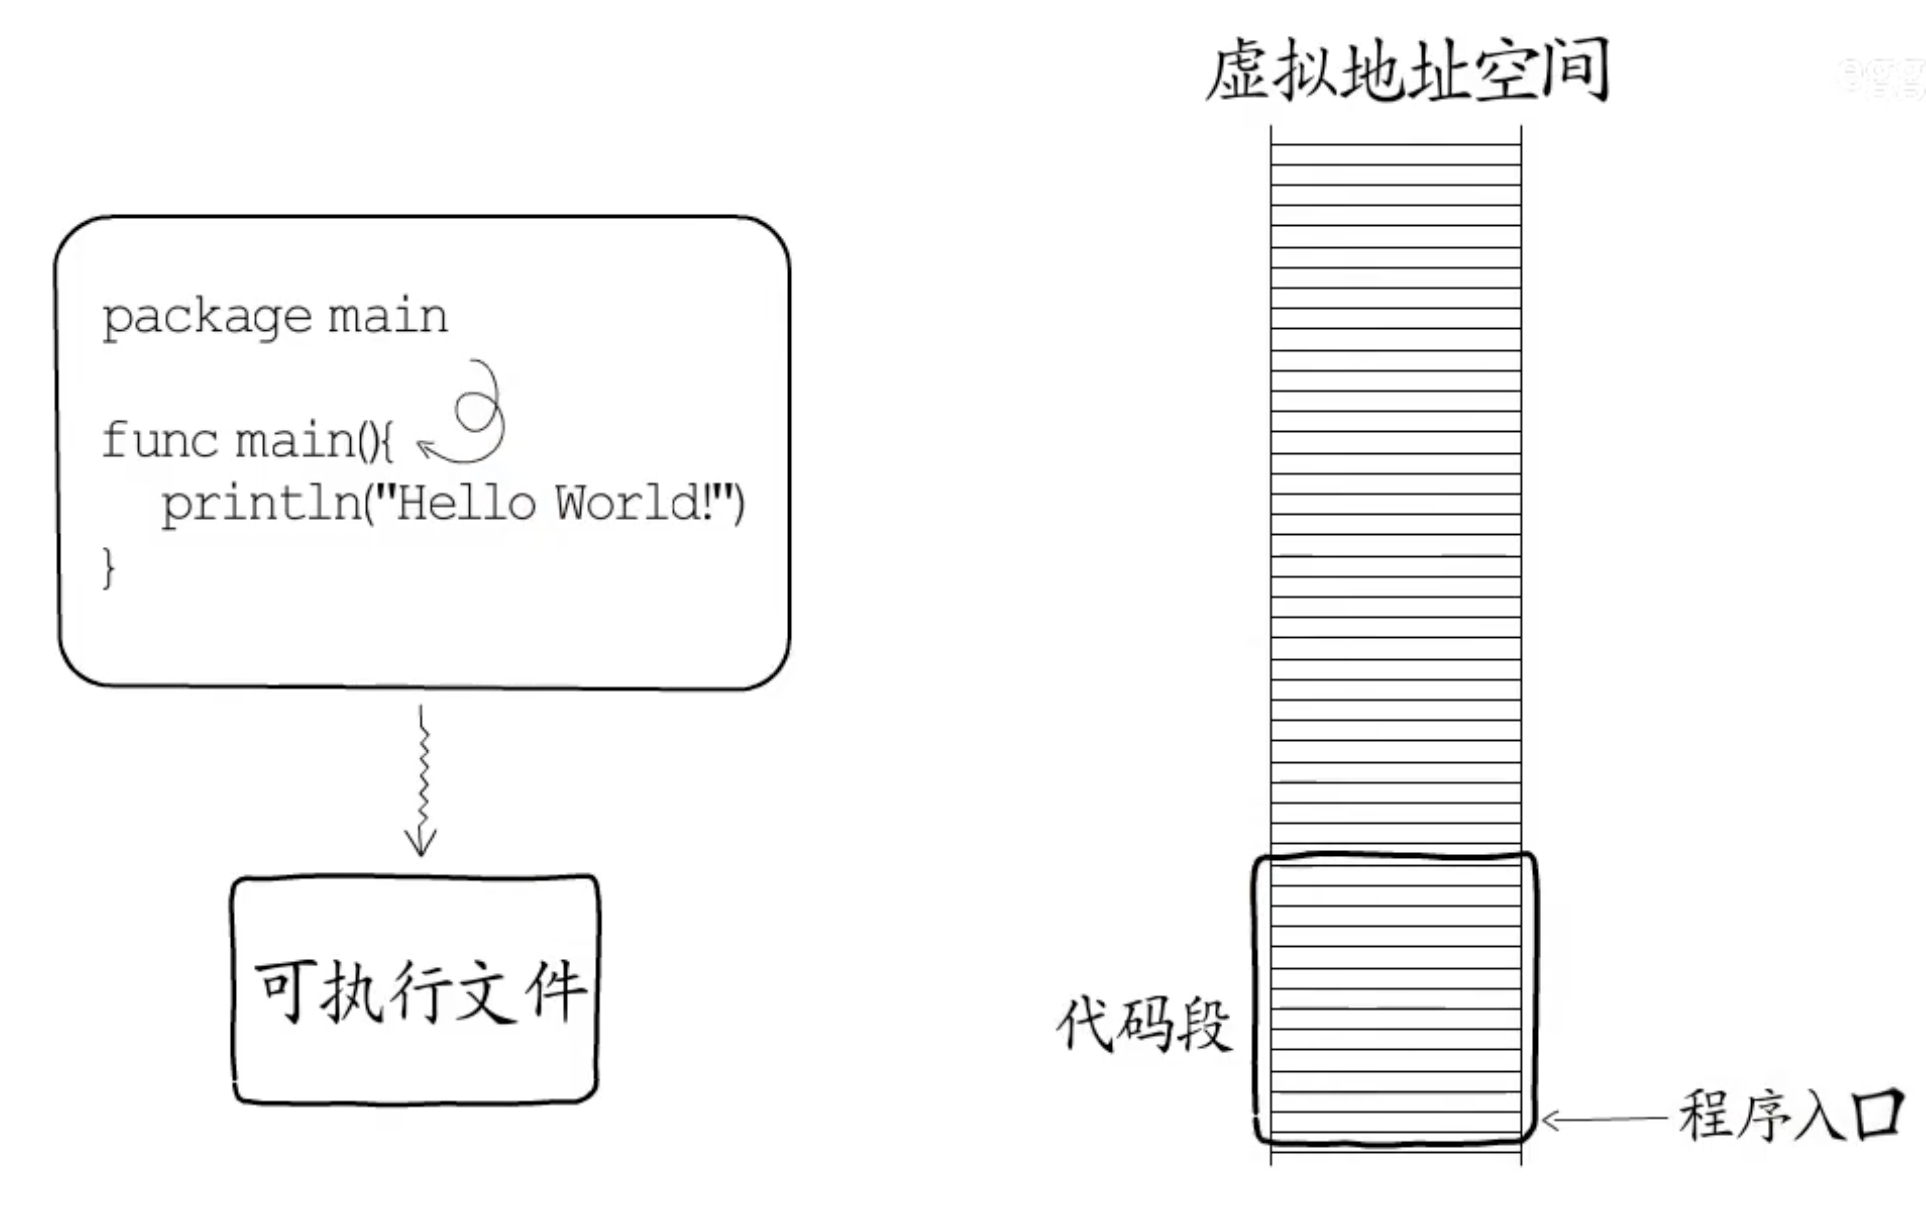 虚拟地址空间
egg
package main
func main(){
println("Hello World!")
}
可执行文件
代码段
程序入口